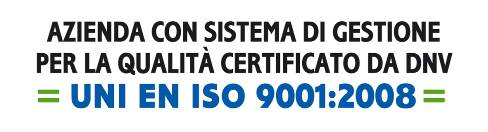 AZIENDA CON SISTEMA DI GESTIONE
PER LA QUALITÀ CERTIFICATO DA DNV
= UNI EN ISO 9001:2008 =